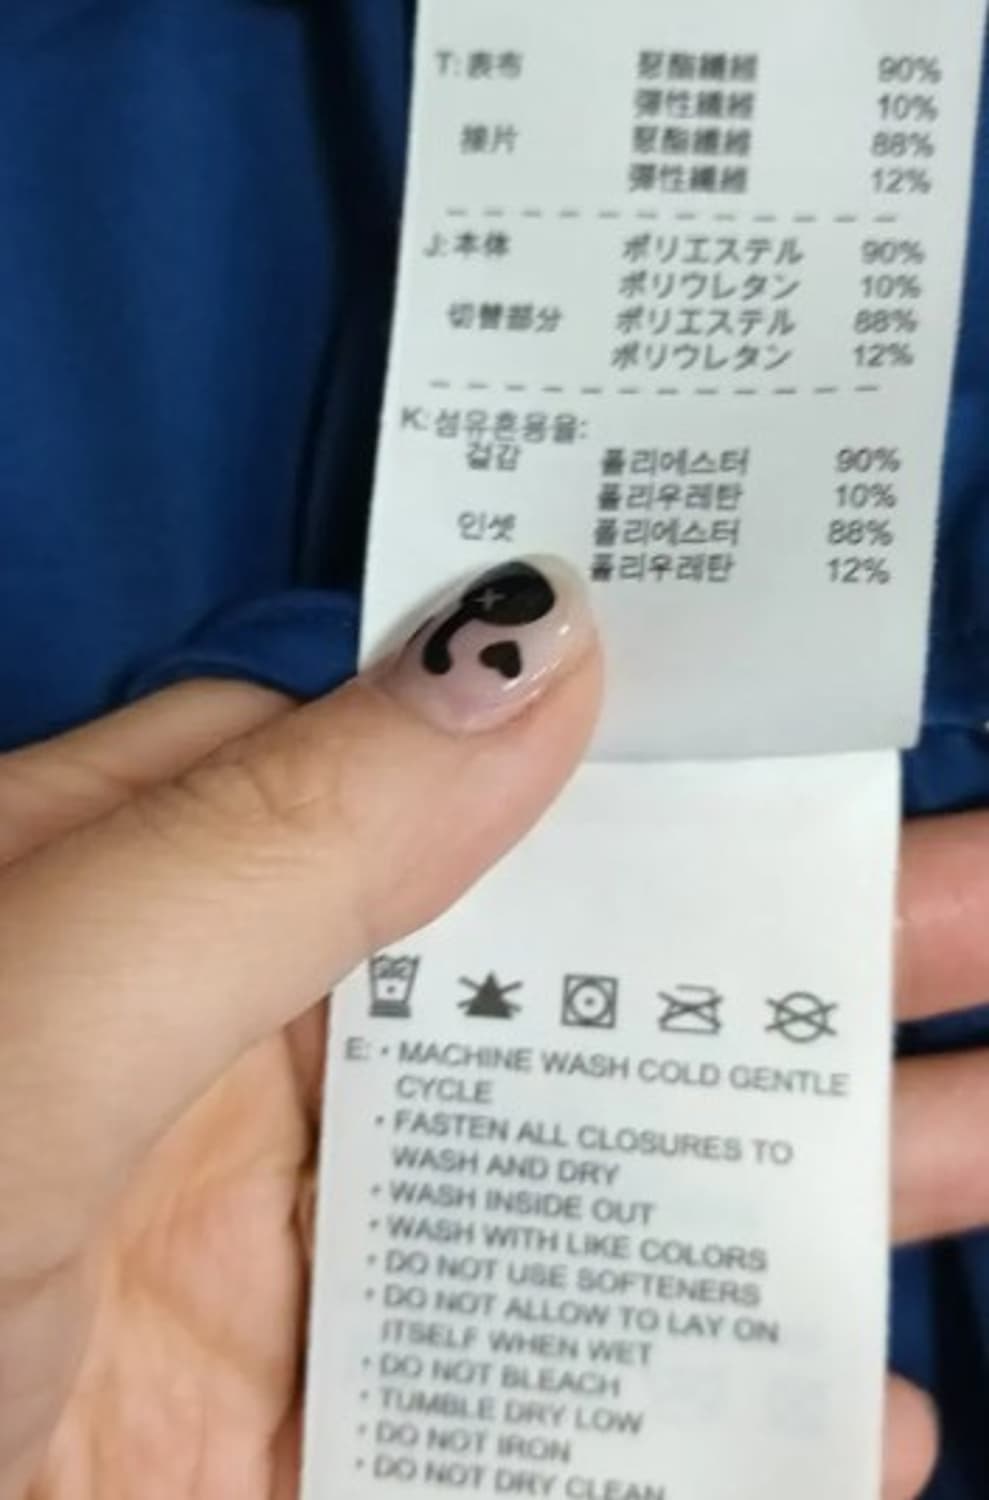 T: 表布 聚酯纖維 90%
彈性纖維 10%
接片 聚酯纖維 88%
彈性纖維 12%
J: 本体 ポリエステル 90%
ポリウレタン 10%
切替部分 ポリエステル 88%
ポリウレタン 12%
K: 섬유혼용율:
겉감 폴리에스터 90%
폴리우레탄 10%
인셋 폴리에스터 88%
폴리우레탄 12%
E: • MACHINE WASH COLD GENTLE
CYCLE
• FASTEN ALL CLOSURES TO
WASH AND DRY
• WASH INSIDE OUT
• WASH WITH LIKE COLORS
• DO NOT USE SOFTENERS
• DO NOT ALLOW TO LAY ON
ITSELF WHEN WET
• DO NOT BLEACH
• TUMBLE DRY LOW
• DO NOT IRON
• DO NOT DRY CLEAN